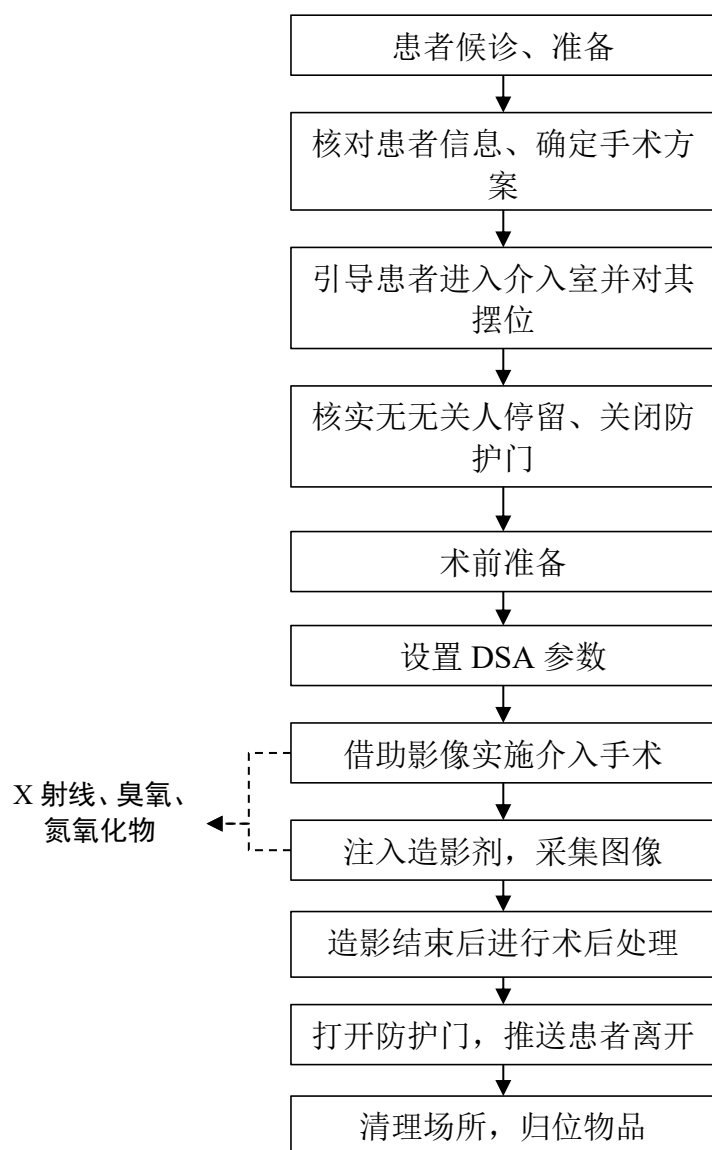 患者候诊、准备
核对患者信息、确定手术方
案
引导患者进入介入室并对其
摆位
核实无无关人停留、关闭防
护门
术前准备
设置 DSA 参数
借助影像实施介入手术
X 射线、臭氧、
氮氧化物
注入造影剂，采集图像
造影结束后进行术后处理
打开防护门，推送患者离开
清理场所，归位物品